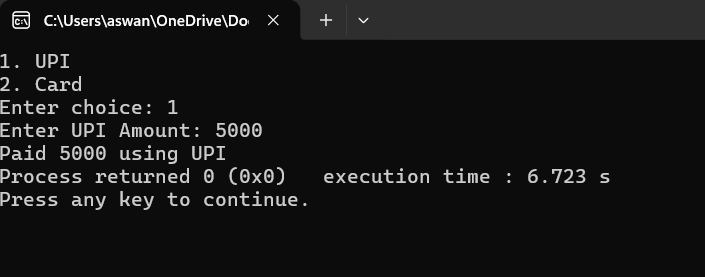 C:\Users\aswan\OneDrive\Do
1. UPI
2. Card
Enter choice: 1
Enter UPI Amount: 5000
Paid 5000 using UPI
Process returned 0 (0x0)   execution time : 6.723 s
Press any key to continue.